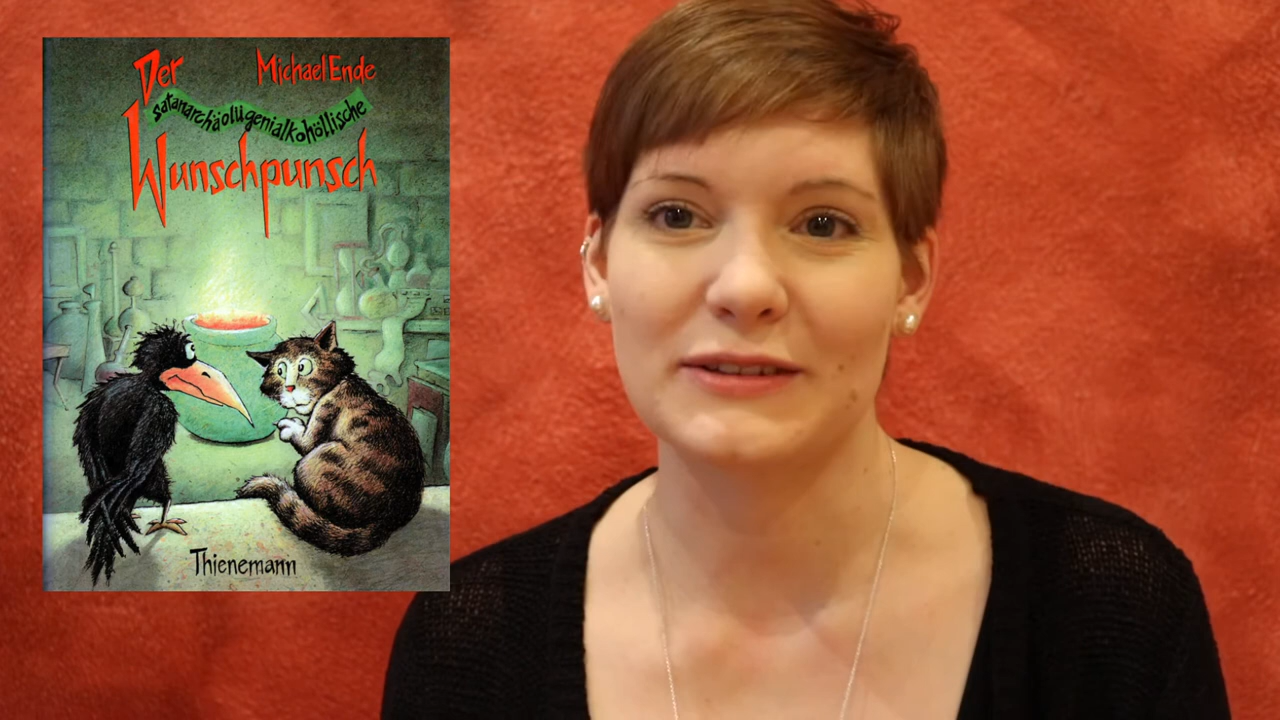 Der Michael Ende
satanarchäolügenialkohöllische
Wunschpunsch
Thienemann